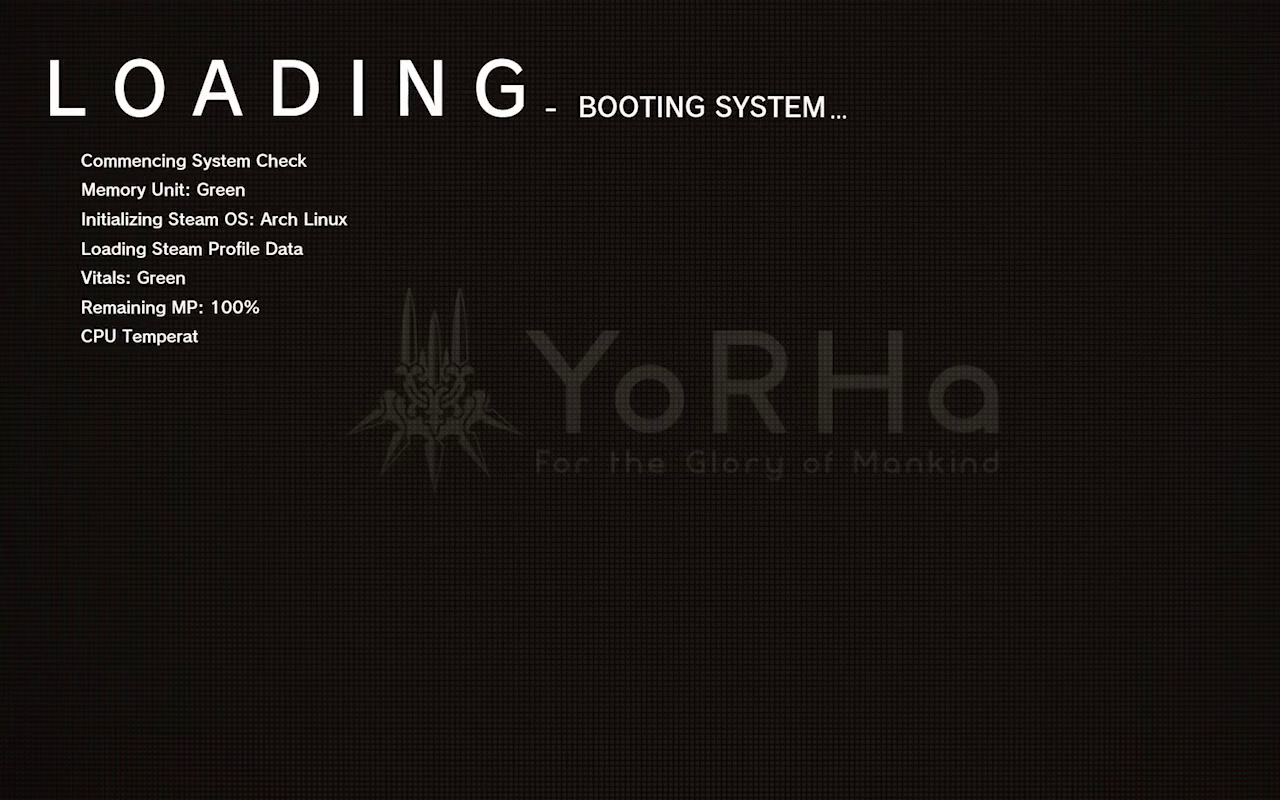 LOADING - BOOTING SYSTEM...
Commencing System Check
Memory Unit: Green
Initializing Steam OS: Arch Linux
Loading Steam Profile Data
Vitals: Green
Remaining MP: 100%
CPU Temperat
YoRHa
For the Glory of Mankind